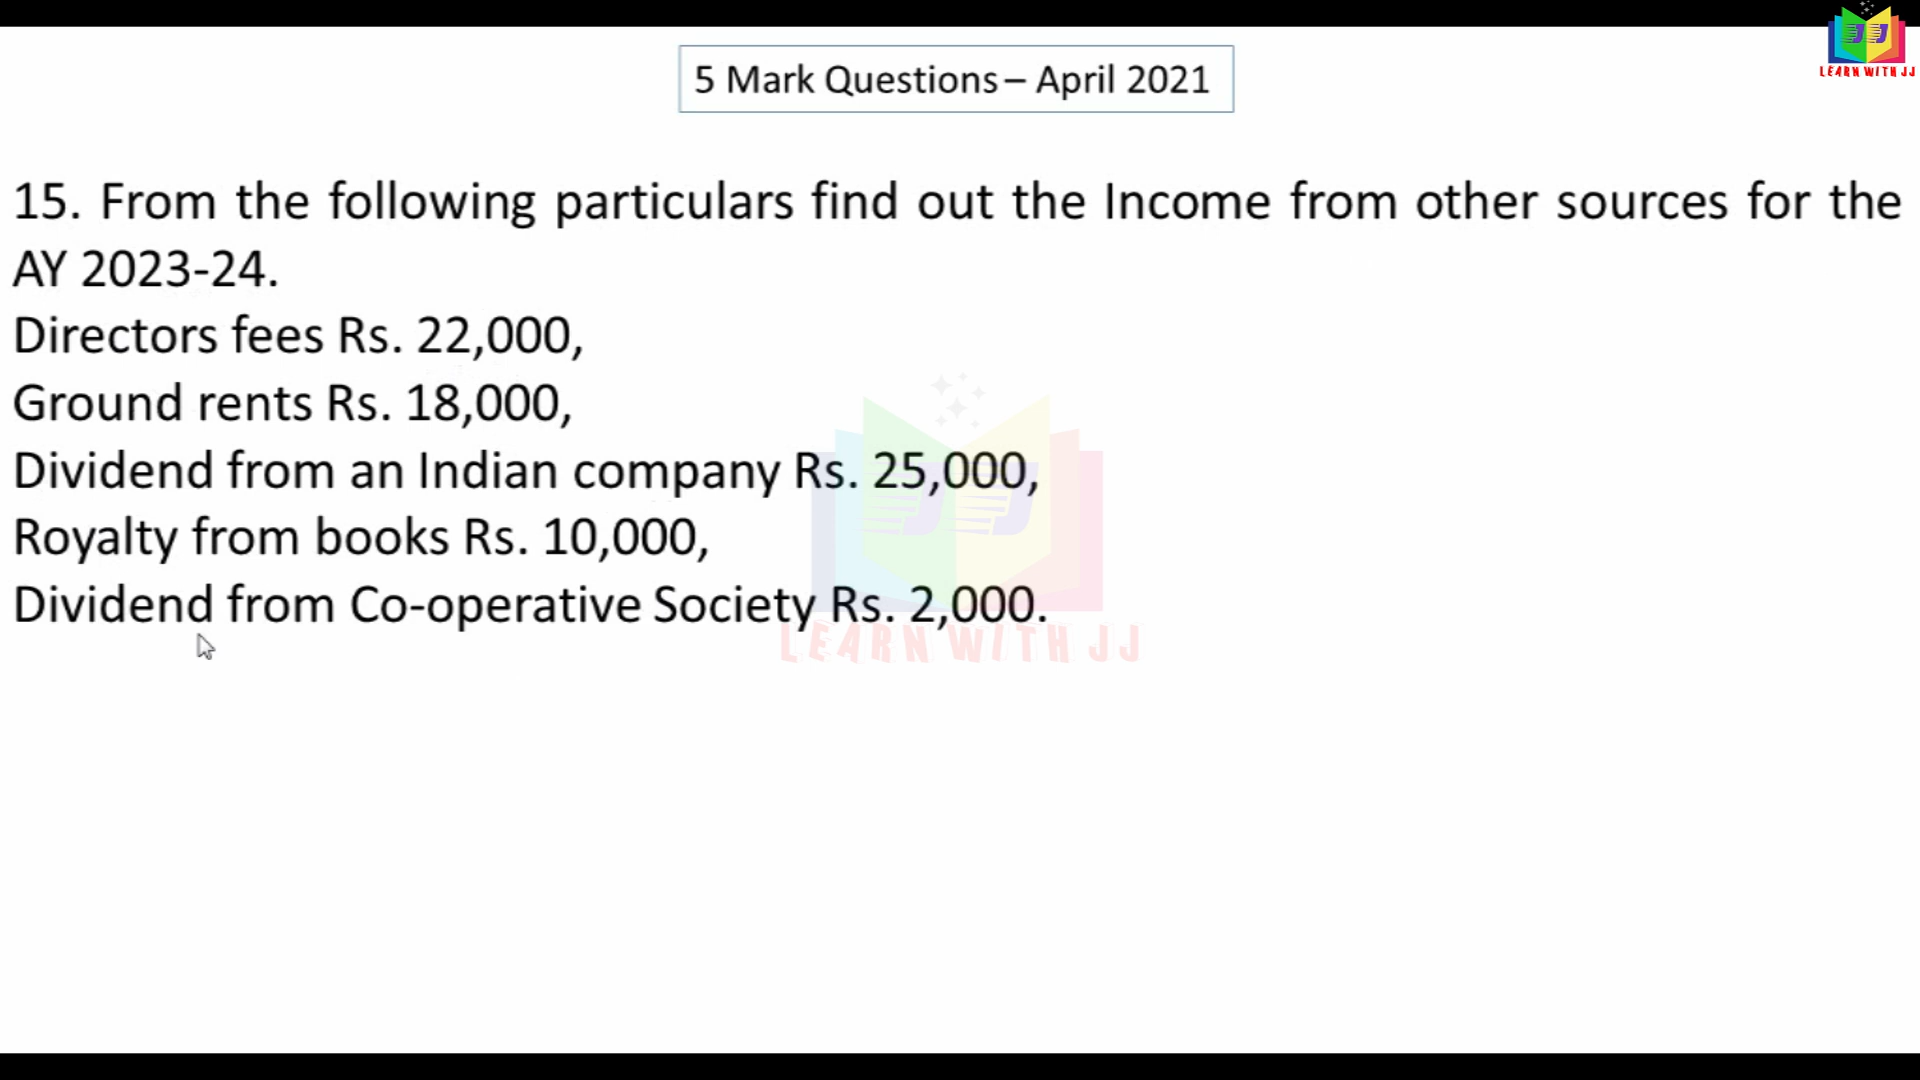 LEARN WITH JJ
5 Mark Questions – April 2021
15. From the following particulars find out the Income from other sources for the
AY 2023-24.
Directors fees Rs. 22,000,
Ground rents Rs. 18,000,
Dividend from an Indian company Rs. 25,000,
Royalty from books Rs. 10,000,
Dividend from Co-operative Society Rs. 2,000.
LEARN WITH JJ